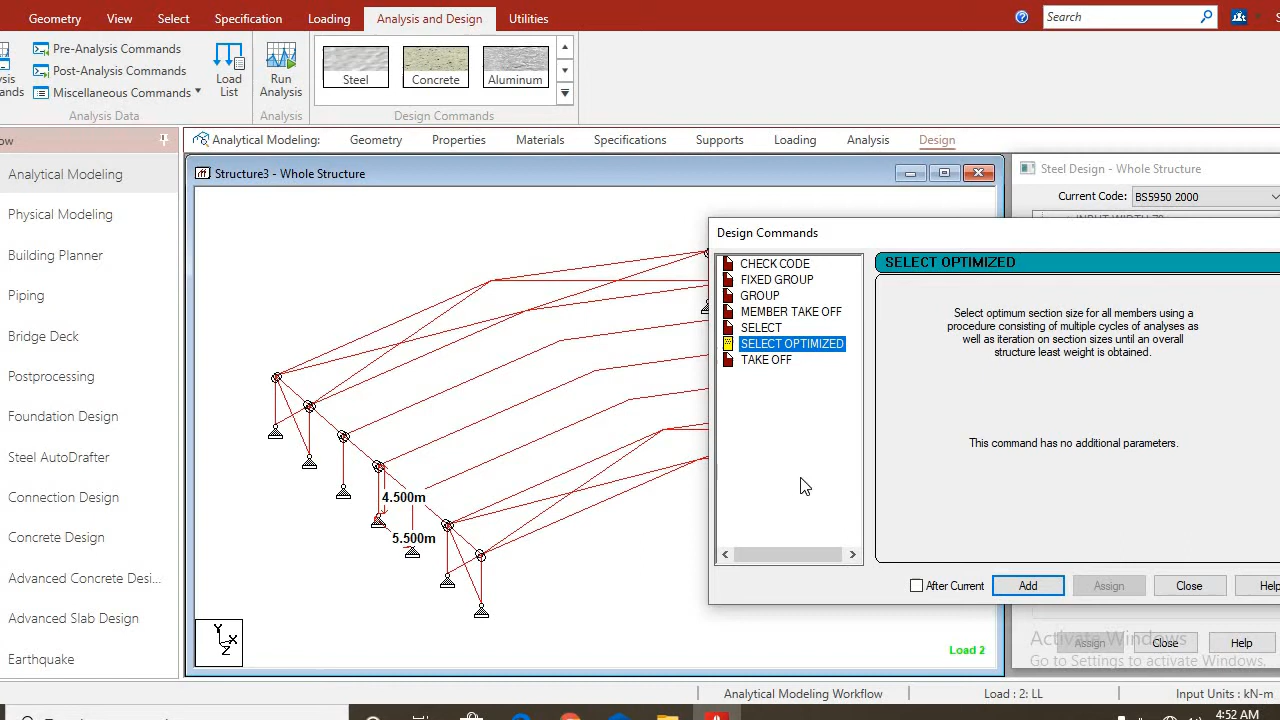 Geometry View Select Specification Loading Analysis and Design Utilities Search
Pre-Analysis Commands
Post-Analysis Commands
Miscellaneous Commands
Load List
Run Analysis
Steel Concrete Aluminum
Analysis Data Analysis Design Commands
Analytical Modeling: Geometry Properties Materials Specifications Supports Loading Analysis Design
Analytical Modeling
Physical Modeling
Building Planner
Piping
Bridge Deck
Postprocessing
Foundation Design
Steel AutoDrafter
Connection Design
Concrete Design
Advanced Concrete Desi...
Advanced Slab Design
Earthquake
Structure3 - Whole Structure
4.500m
5.500m
Y
X
Z
Load 2
Steel Design - Whole Structure
Current Code: BS5950 2000
Design Commands
CHECK CODE
FIXED GROUP
GROUP
MEMBER TAKE OFF
SELECT
SELECT OPTIMIZED
TAKE OFF
SELECT OPTIMIZED
Select optimum section size for all members using a
procedure consisting of multiple cycles of analyses as
well as iteration on section sizes until an overall
structure least weight is obtained.
This command has no additional parameters.
After Current Add Assign Close Help
Assign Close Help
Activate Windows
Go to Settings to activate Windows.
Analytical Modeling Workflow Load : 2: LL Input Units : kN-m
4:52 AM